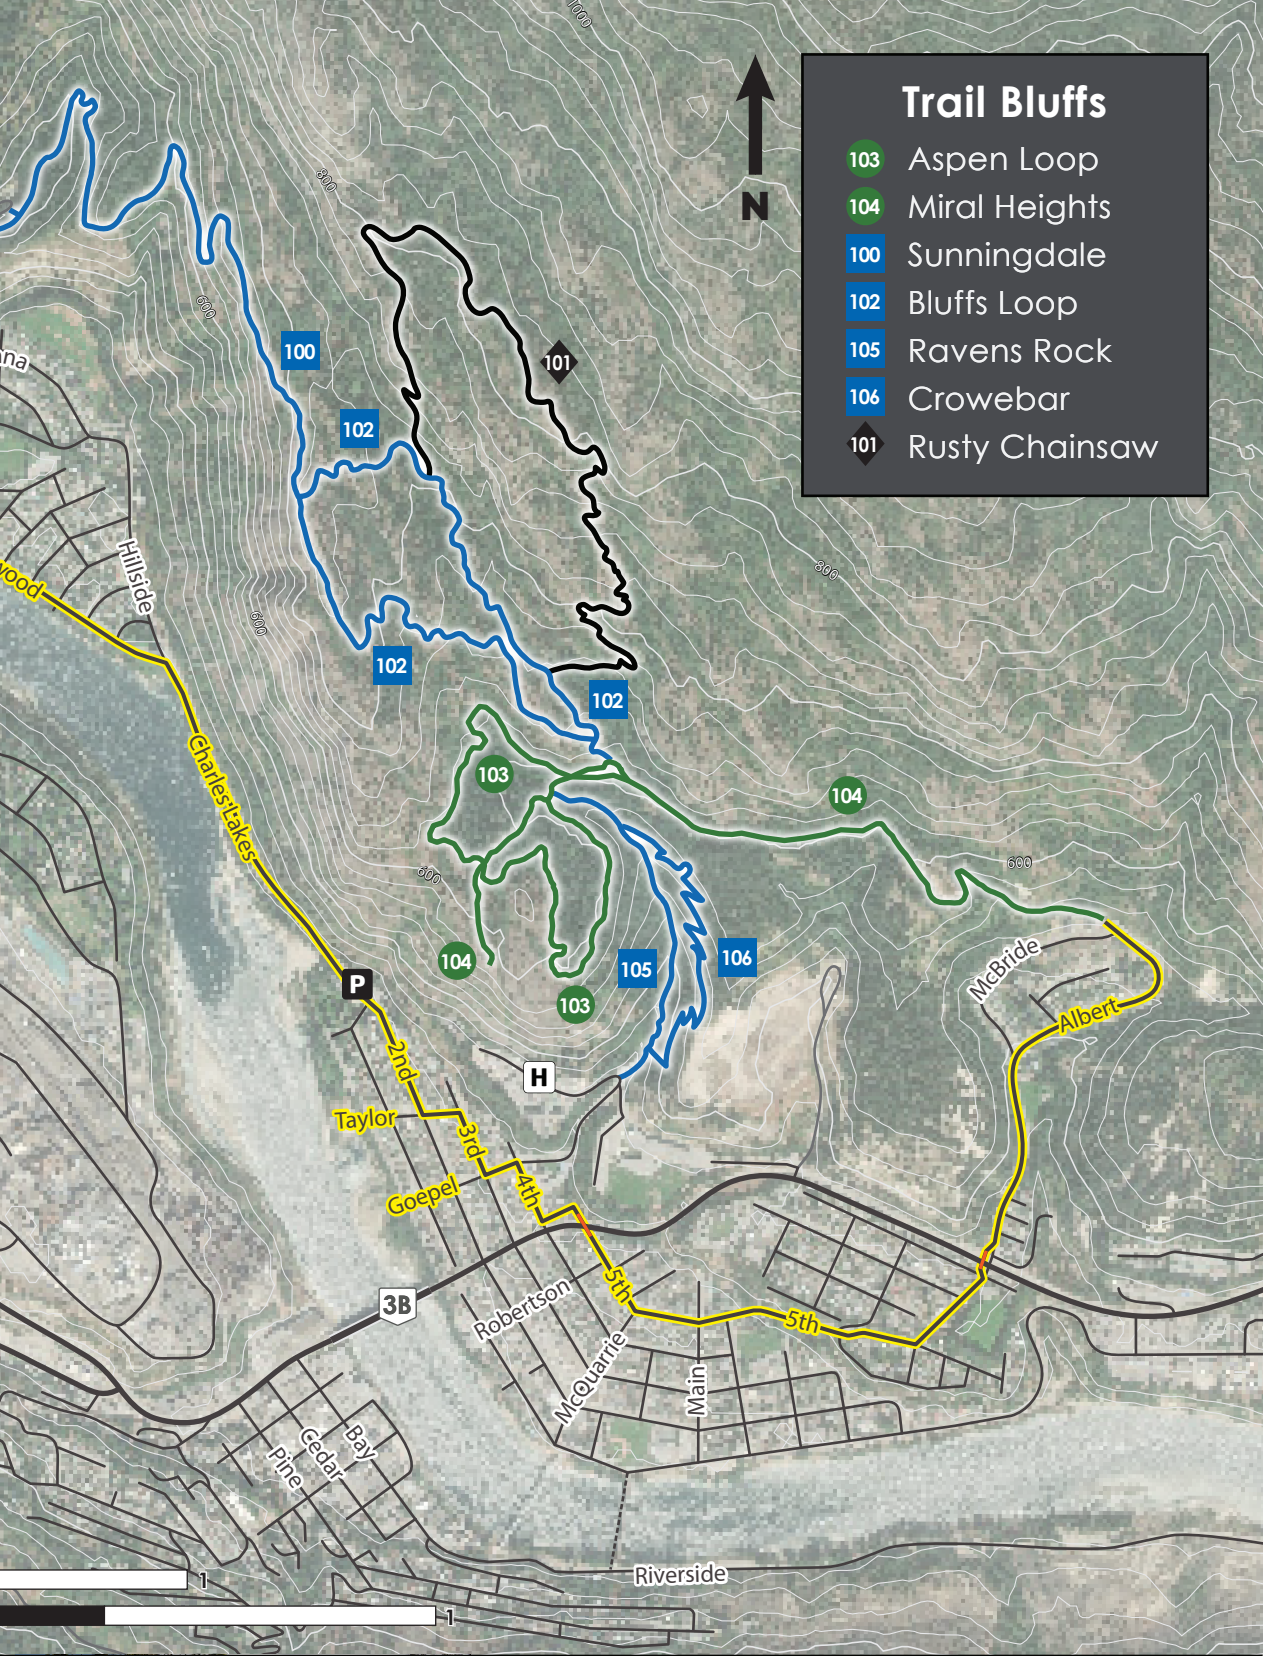 1000
Trail Bluffs
103 Aspen Loop
104 Miral Heights
100 Sunningdale
102 Bluffs Loop
105 Ravens Rock
106 Crowebar
101 Rusty Chainsaw
N
800
600
100
101
102
Hillside
wood
800
600
102
102
Charles Lakes
103
104
600
600
104
103
105
106
P
McBride
Albert
2nd
H
Taylor
3rd
Goepel
4th
3B
Robertson
5th
5th
McQuarrie
Main
Bay
Cedar
Pine
Riverside
1
1